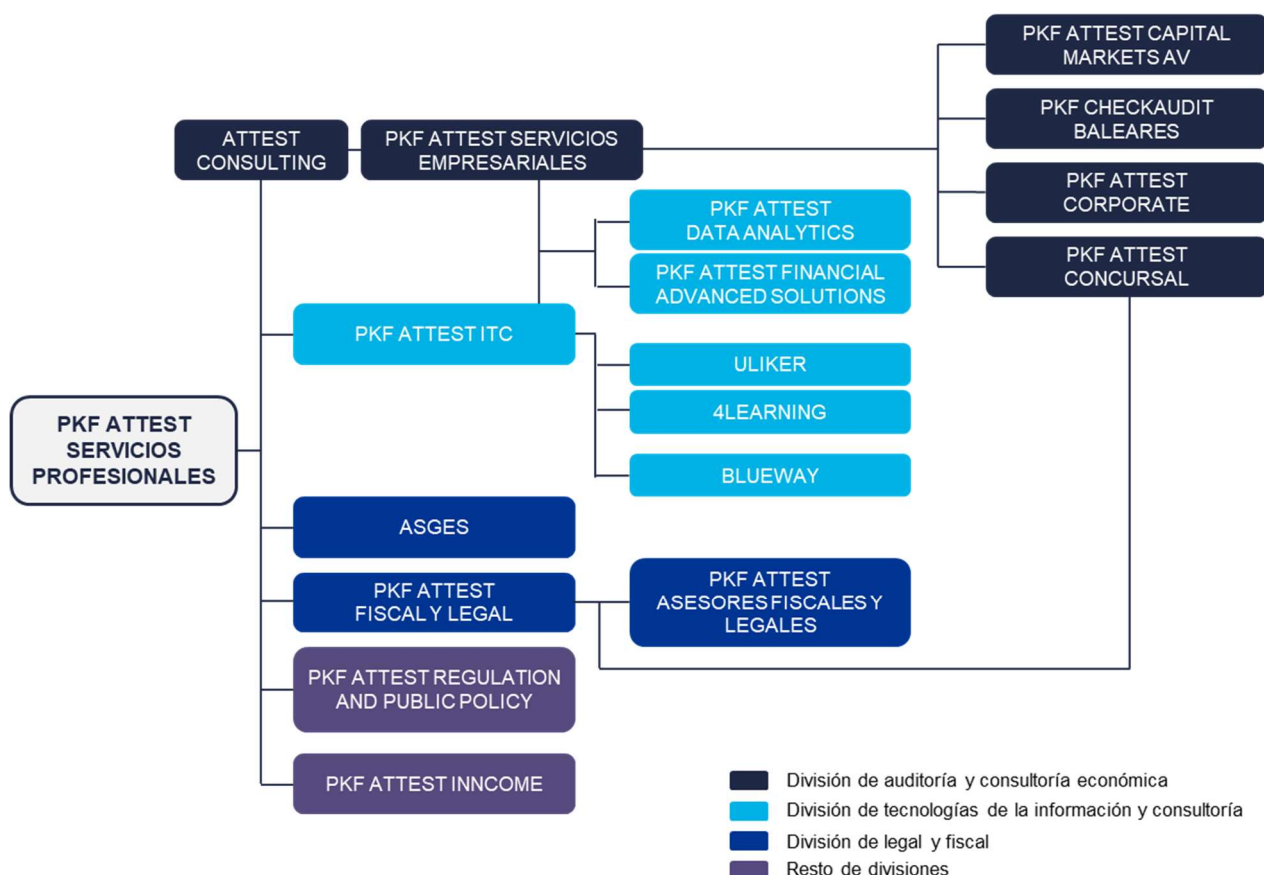 PKF ATTEST CAPITAL
MARKETS AV
PKF CHECKAUDIT
BALEARES
ATTEST
CONSULTING
PKF ATTEST SERVICIOS
EMPRESARIALES
PKF ATTEST
CORPORATE
PKF ATTEST
DATA ANALYTICS
PKF ATTEST
CONCURSAL
PKF ATTEST FINANCIAL
ADVANCED SOLUTIONS
PKF ATTEST ITC
ULIKER
4LEARNING
PKF ATTEST
SERVICIOS
PROFESIONALES
BLUEWAY
ASGES
PKF ATTEST
FISCAL Y LEGAL
PKF ATTEST
ASESORES FISCALES Y
LEGALES
PKF ATTEST REGULATION
AND PUBLIC POLICY
PKF ATTEST INNCOME
División de auditoría y consultoría económica
División de tecnologías de la información y consultoría
División de legal y fiscal
Resto de divisiones